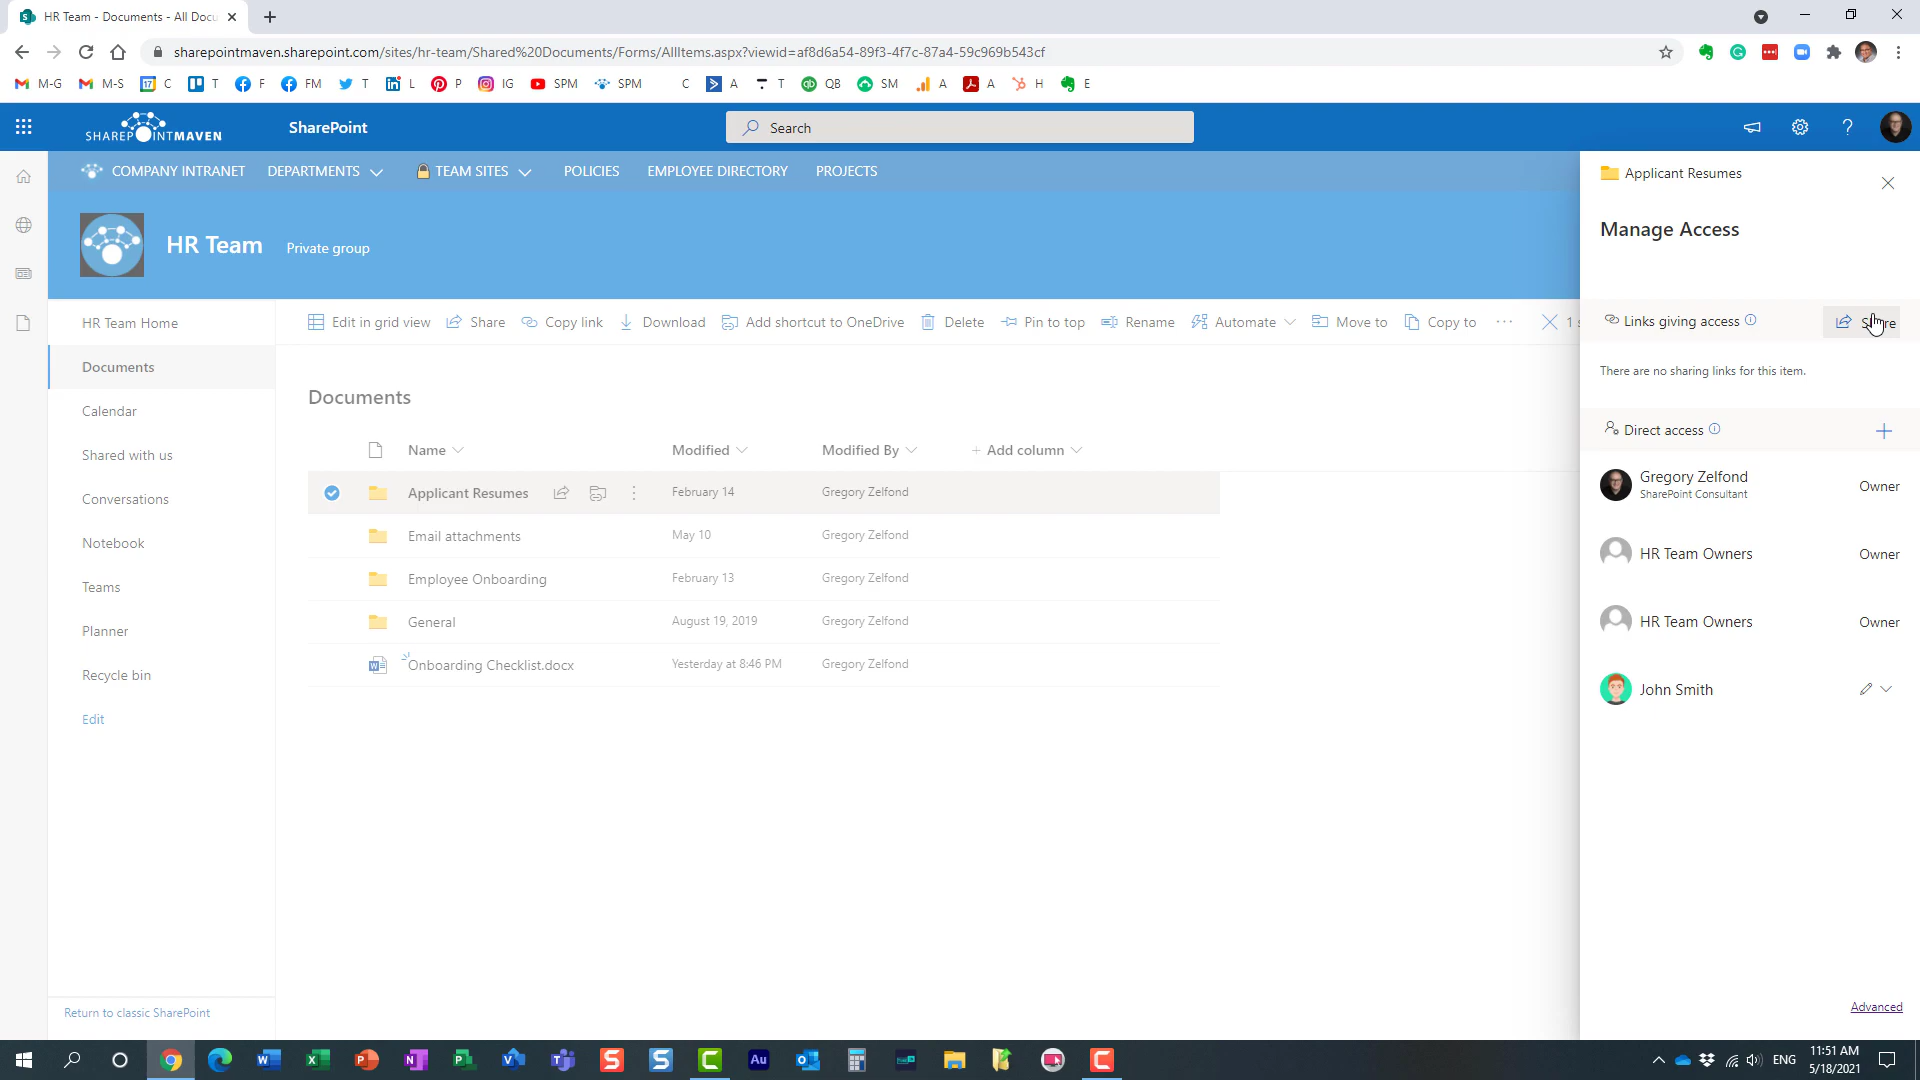 HR Team - Documents - All Docu
sharepointmaven.sharepoint.com/sites/hr-team/Shared%20Documents/Forms/AllItems.aspx?viewid=af8d6a54-89f3-4f7c-87a4-59c969b543cf
M-G M-S C T F FM T L P IG SPM SPM C A T QB SM A A H E
SHAREPOINTMAVEN SharePoint Search
COMPANY INTRANET DEPARTMENTS TEAM SITES POLICIES EMPLOYEE DIRECTORY PROJECTS
HR Team Private group
HR Team Home
Documents
Calendar
Shared with us
Conversations
Notebook
Teams
Planner
Recycle bin
Edit
Return to classic SharePoint
Edit in grid view Share Copy link Download Add shortcut to OneDrive Delete Pin to top Rename Automate Move to Copy to ··· 1
Documents
Name Modified Modified By + Add column
Applicant Resumes February 14 Gregory Zelfond
Email attachments May 10 Gregory Zelfond
Employee Onboarding February 13 Gregory Zelfond
General August 19, 2019 Gregory Zelfond
Onboarding Checklist.docx Yesterday at 8:46 PM Gregory Zelfond
Applicant Resumes
Manage Access
Links giving access
There are no sharing links for this item.
Direct access
Gregory Zelfond Owner
SharePoint Consultant
HR Team Owners Owner
HR Team Owners Owner
John Smith
Advanced
ENG
11:51 AM
5/18/2021